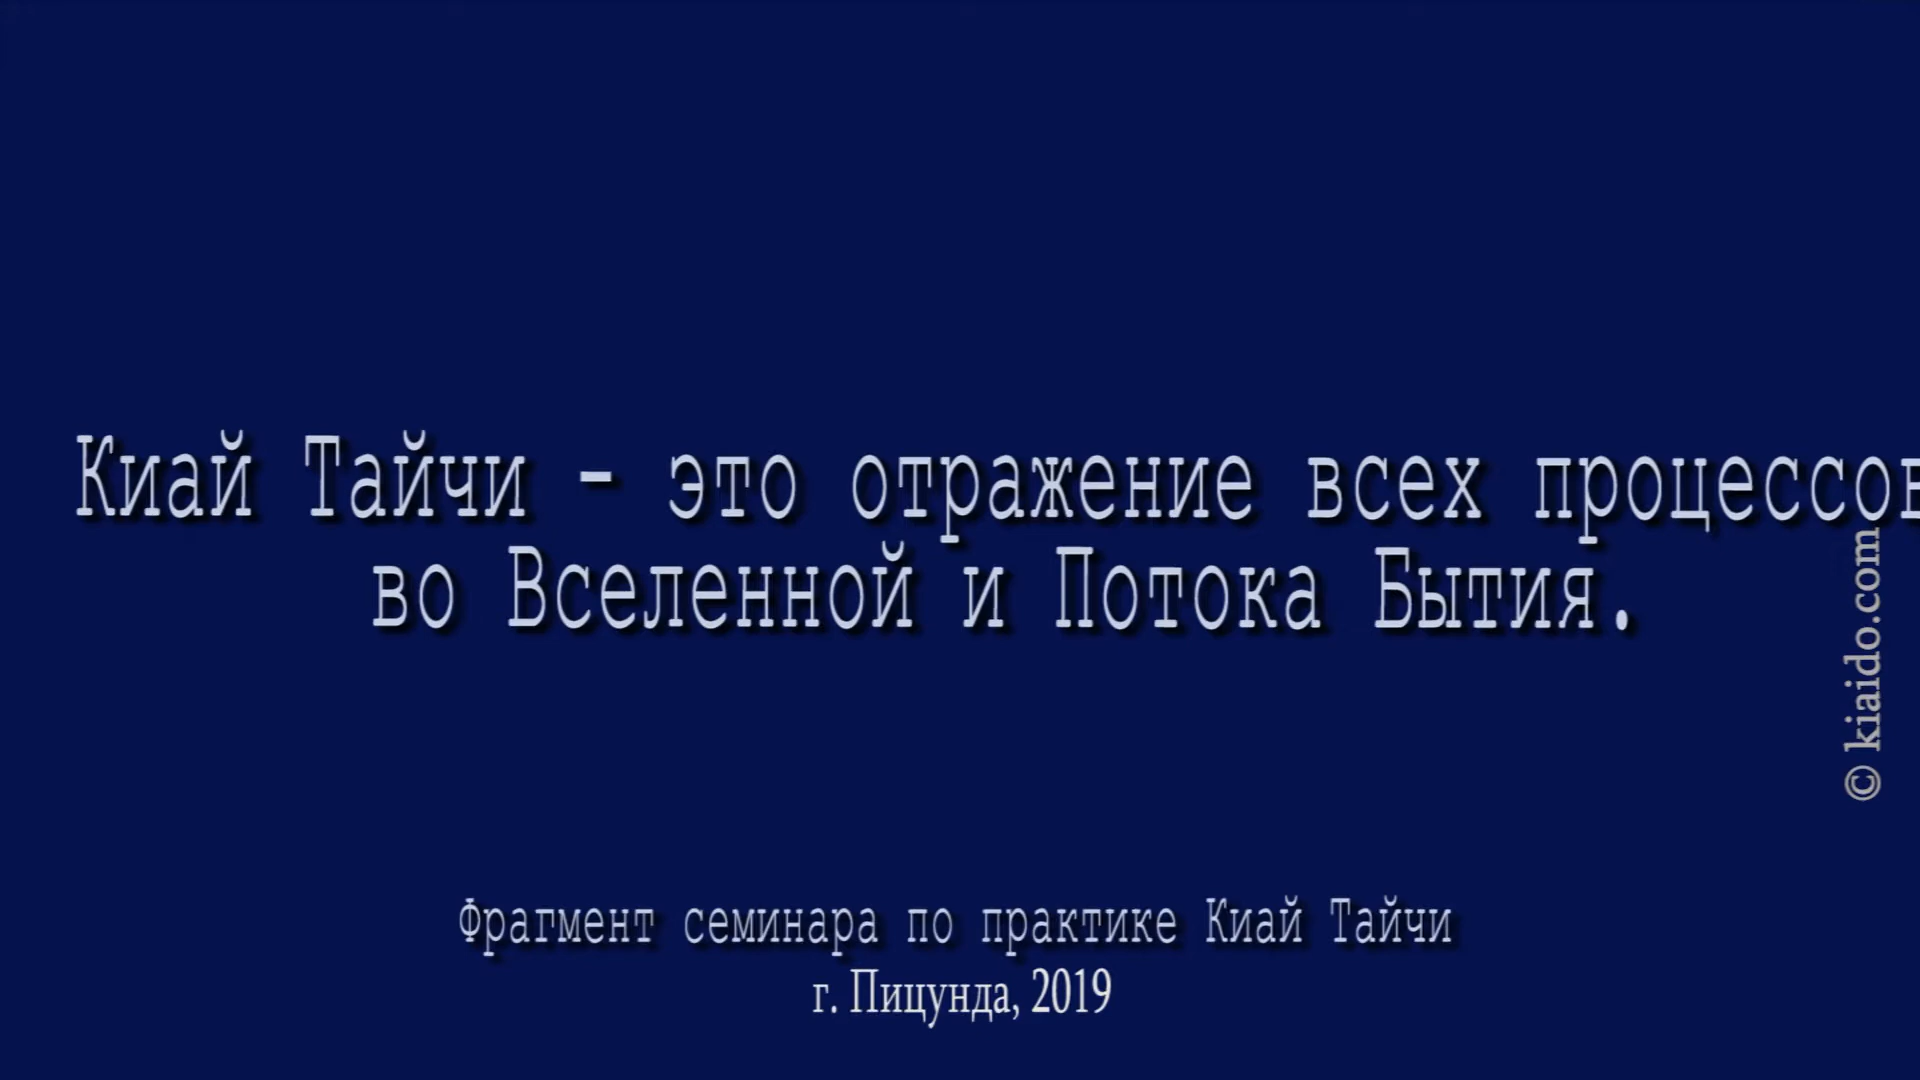 Киай Тайчи - это отражение всех процессов
во Вселенной и Потока Бытия.
© kiaido.com
Фрагмент семинара по практике Киай Тайчи
г. Пицунда, 2019